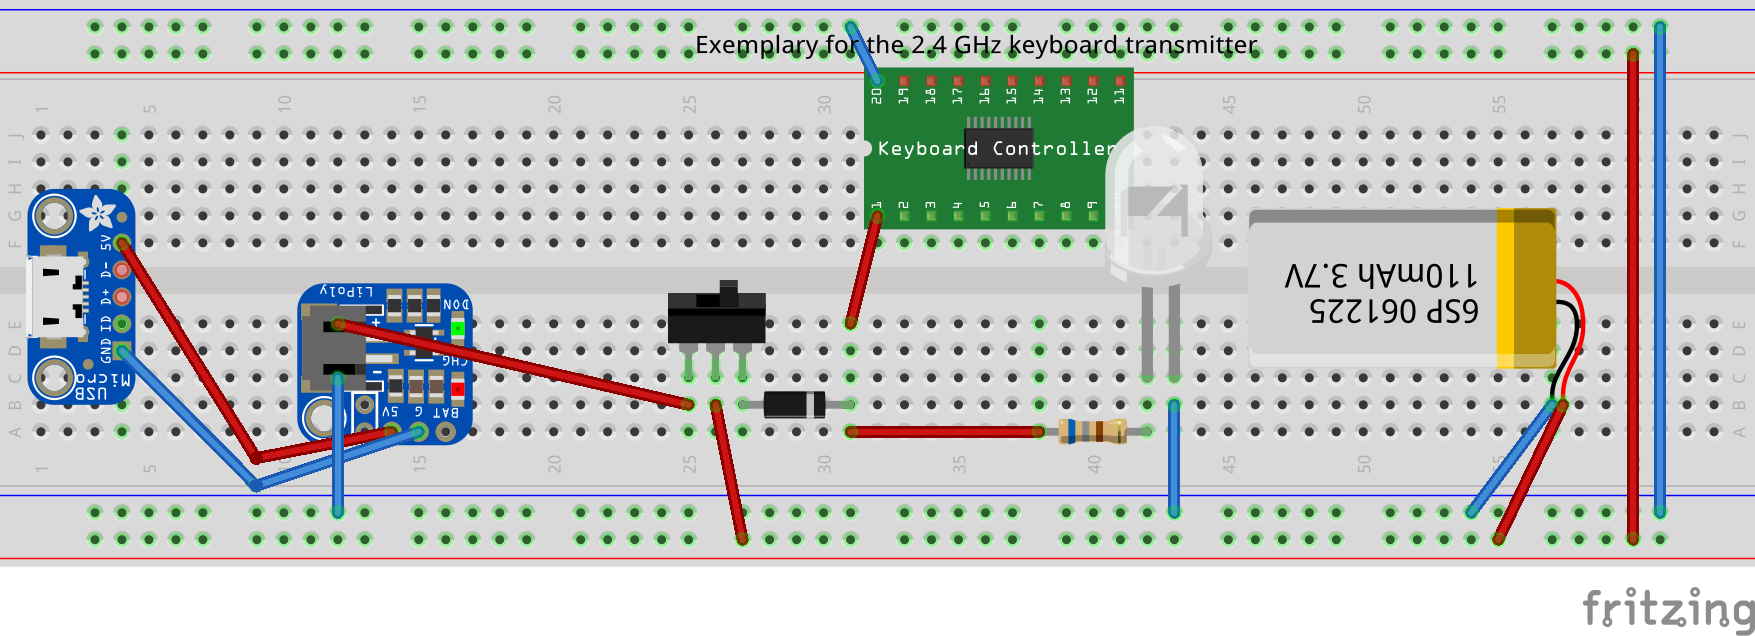 Exemplary for the 2.4 GHz keyboard transmitter
1 5 10 15 20 25 30 45 50 55
20 19 18 17 16 15 14 13 12 11
Keyboard Controller
1 2 3 4 5 6 7 8 9
J
I
H
G
F
E
D
C
B
A
J
I
H
G
F
E
D
C
B
A
5V
D-
D+
ID
GND
USB
Micro
LiPoly
DON
+
CHG
-
5V G BAT
6SP 061225
110mAh 3.7V
1 5 10 15 20 25 30 35 40 45 50 55
fritzing